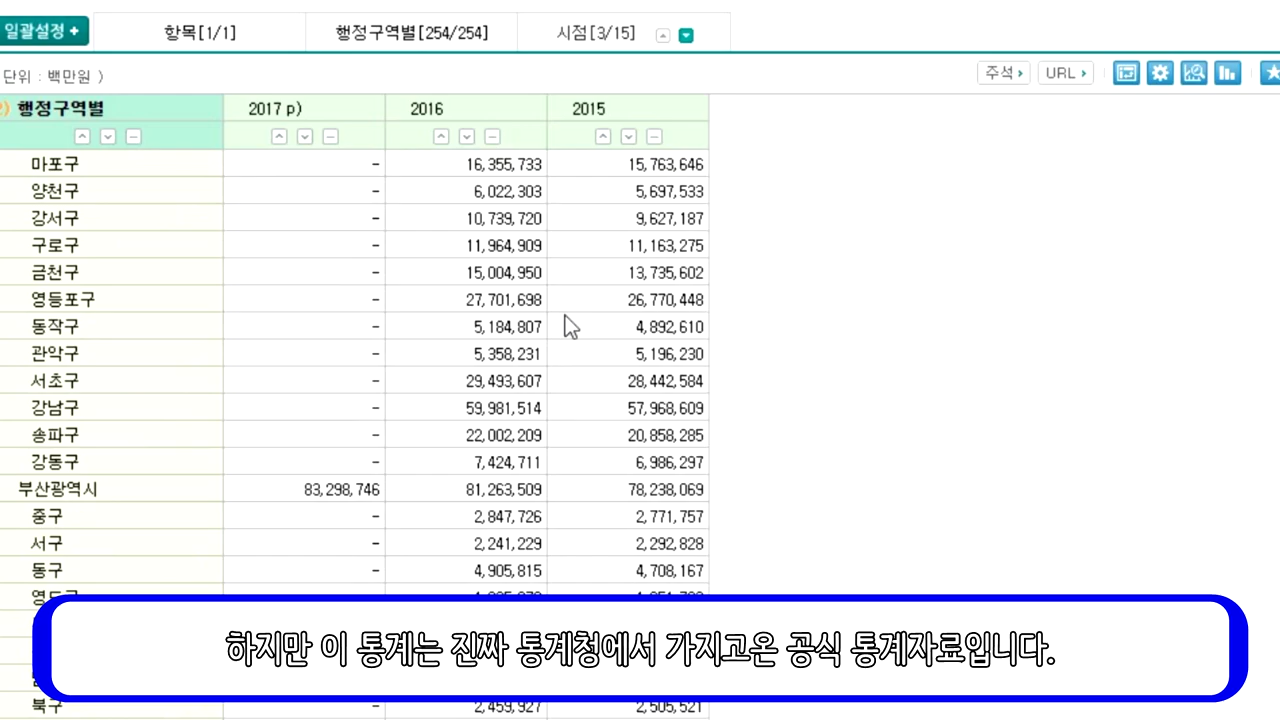 일괄설정 + 항목[1/1] 행정구역별[254/254] 시점[3/15]
단위 : 백만원 ) 주석 URL
행정구역별 2017 p) 2016 2015
마포구 - 16,355,733 15,763,646
양천구 - 6,022,303 5,697,533
강서구 - 10,739,720 9,627,187
구로구 - 11,964,909 11,163,275
금천구 - 15,004,950 13,735,602
영등포구 - 27,701,698 26,770,448
동작구 - 5,184,807 4,892,610
관악구 - 5,358,231 5,196,230
서초구 - 29,493,607 28,442,584
강남구 - 59,981,514 57,968,609
송파구 - 22,002,209 20,858,285
강동구 - 7,424,711 6,986,297
부산광역시 83,298,746 81,263,509 78,238,069
중구 - 2,847,726 2,771,757
서구 - 2,241,229 2,292,828
동구 - 4,905,815 4,708,167
하지만 이 통계는 진짜 통계청에서 가지고온 공식 통계자료입니다.
북구 - 2,459,927 2,505,521